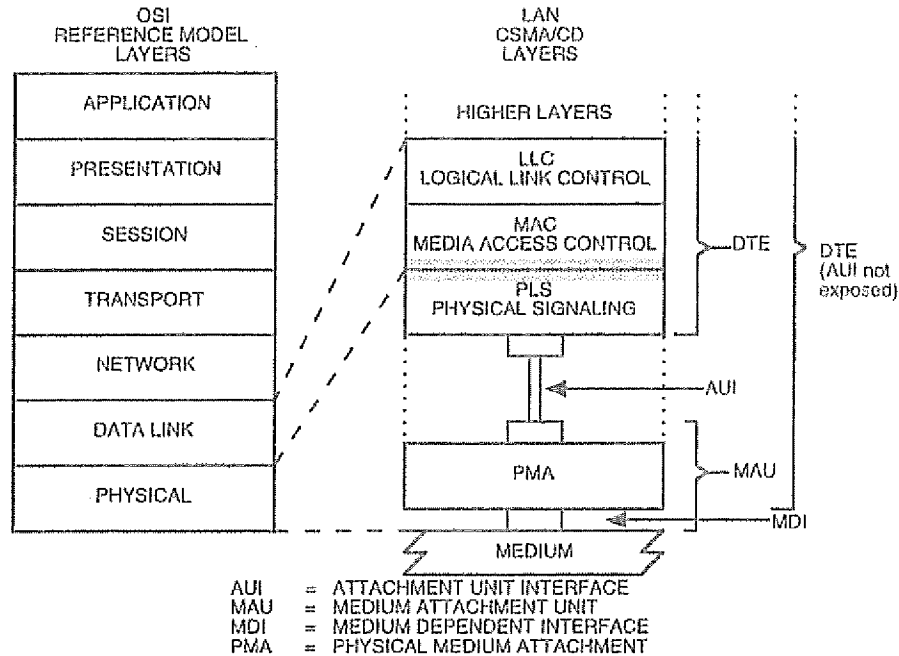 OSI
REFERENCE MODEL
LAYERS
APPLICATION
PRESENTATION
SESSION
TRANSPORT
NETWORK
DATA LINK
PHYSICAL
LAN
CSMA/CD
LAYERS
HIGHER LAYERS
LLC
LOGICAL LINK CONTROL
MAC
MEDIA ACCESS CONTROL
PLS
PHYSICAL SIGNALING
DTE
DTE
(AUI not
exposed)
AUI
PMA
MAU
MDI
MEDIUM
AUI = ATTACHMENT UNIT INTERFACE
MAU = MEDIUM ATTACHMENT UNIT
MDI = MEDIUM DEPENDENT INTERFACE
PMA = PHYSICAL MEDIUM ATTACHMENT